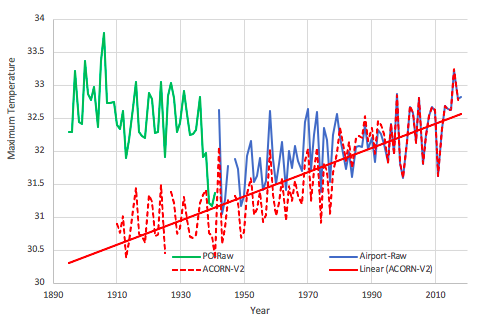 34
33.5
33
32.5
32
31.5
31
30.5
30
Maximum Temperature
PO-Raw Airport-Raw
ACORN-V2 Linear (ACORN-V2)
1890 1910 1930 1950 1970 1990 2010
Year